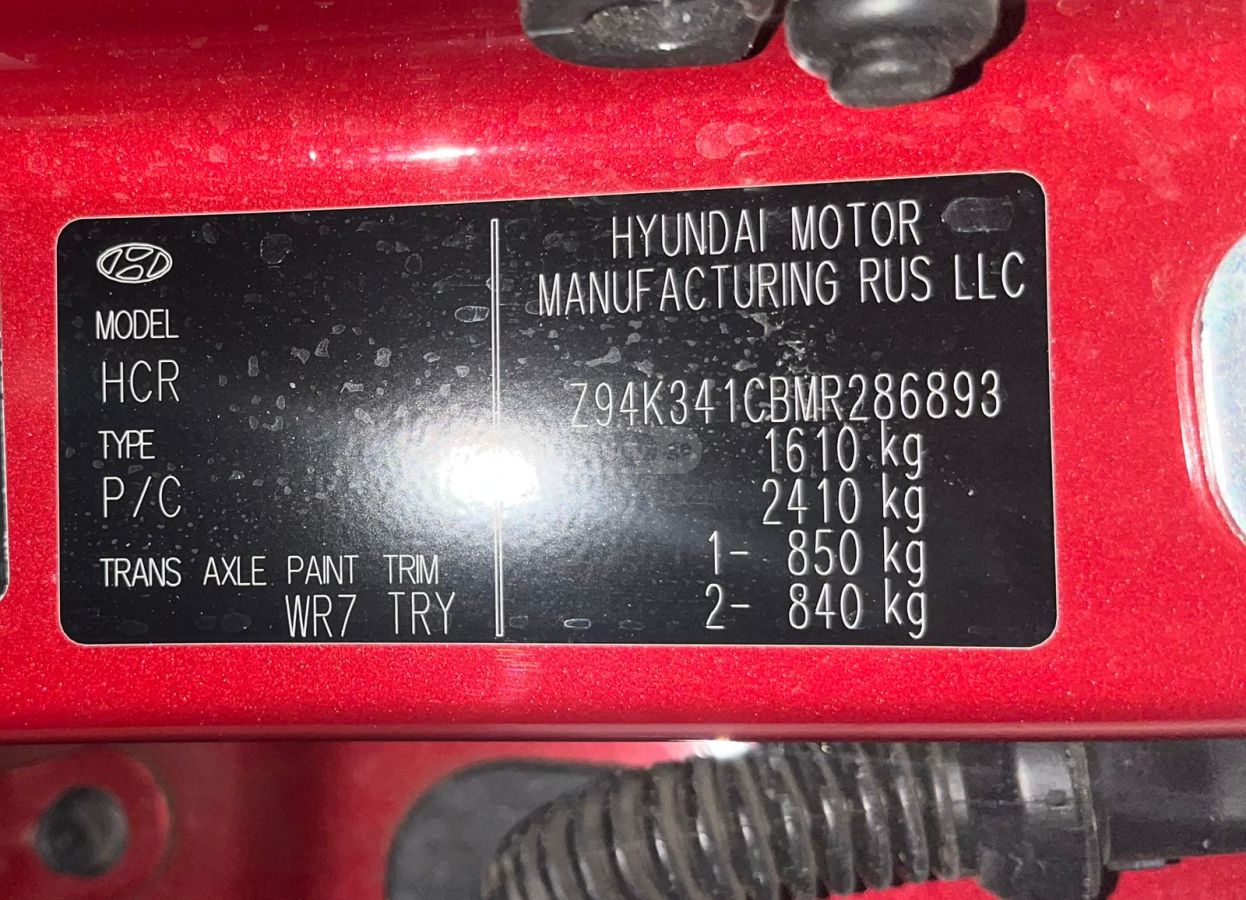 MODEL
HCR
TYPE
P/C
TRANS AXLE PAINT TRIM
WR7 TRY
HYUNDAI MOTOR
MANUFACTURING RUS LLC
Z94K341CBMR286893
1610 kg
2410 kg
1- 850 kg
2- 840 kg